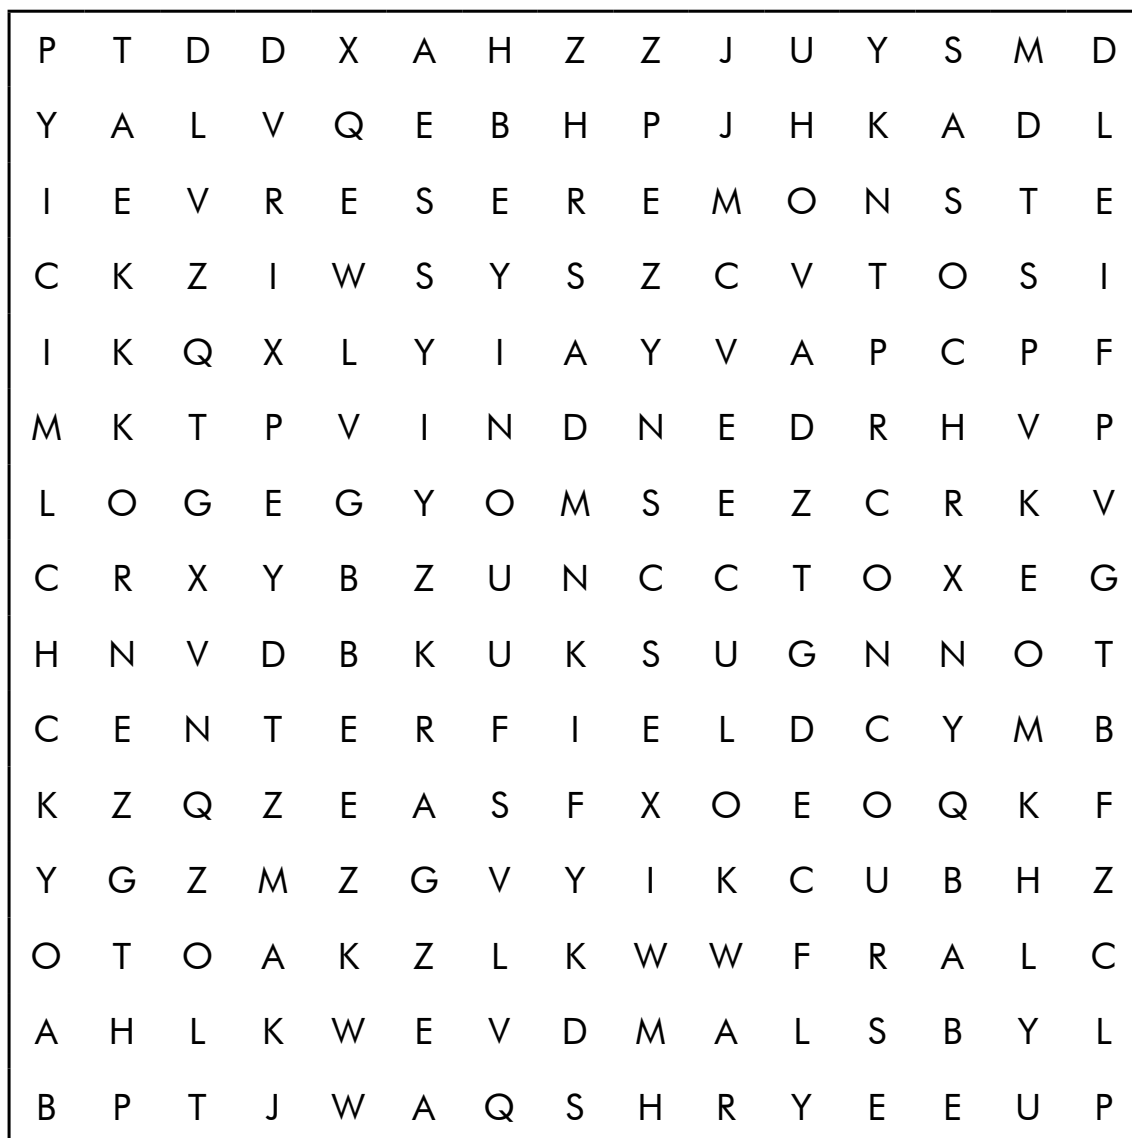 P T D D X A H Z Z J U Y S M D
Y A L V Q E B H P J H K A D L
I E V R E S E R E M O N S T E
C K Z I W S Y S Z C V T O S I
I K Q X L Y I A Y V A P C P F
M K T P V I N D N E D R H V P
L O G E G Y O M S E Z C R K V
C R X Y B Z U N C C T O X E G
H N V D B K U K S U G N N O T
C E N T E R F I E L D C Y M B
K Z Q Z E A S F X O E O Q K F
Y G Z M Z G V Y I K C U B H Z
O T O A K Z L K W W F R A L C
A H L K W E V D M A L S B Y L
B P T J W A Q S H R Y E E U P